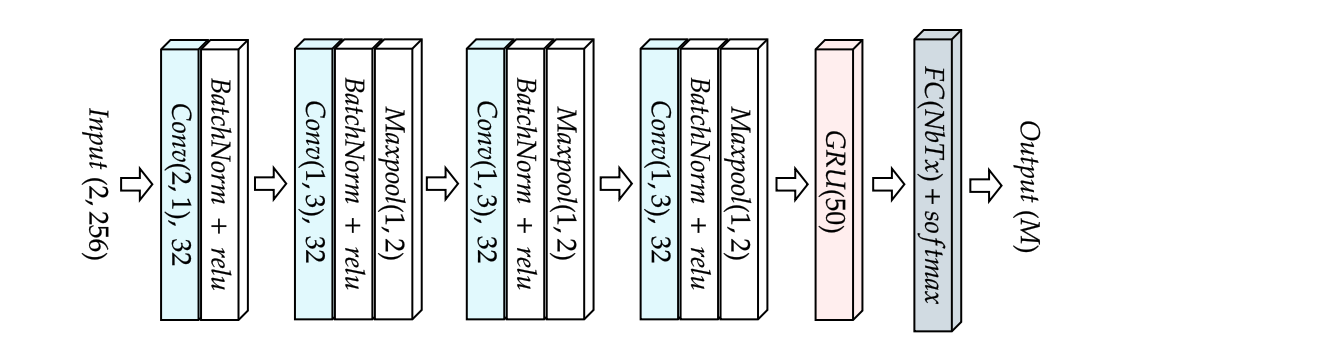 Input (2, 256)
Conv(2, 1), 32
BatchNorm + relu
Conv(1, 3), 32
BatchNorm + relu
Maxpool(1, 2)
Conv(1, 3), 32
BatchNorm + relu
Maxpool(1, 2)
Conv(1, 3), 32
BatchNorm + relu
Maxpool(1, 2)
GRU(50)
FC(NbTx) + softmax
Output (M)